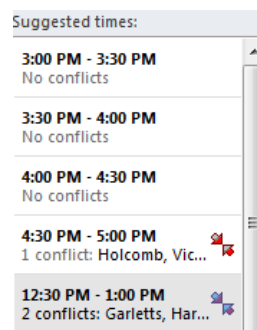 Suggested times:
3:00 PM - 3:30 PM
No conflicts
3:30 PM - 4:00 PM
No conflicts
4:00 PM - 4:30 PM
No conflicts
4:30 PM - 5:00 PM
1 conflict: Holcomb, Vic...
12:30 PM - 1:00 PM
2 conflicts: Garletts, Har...